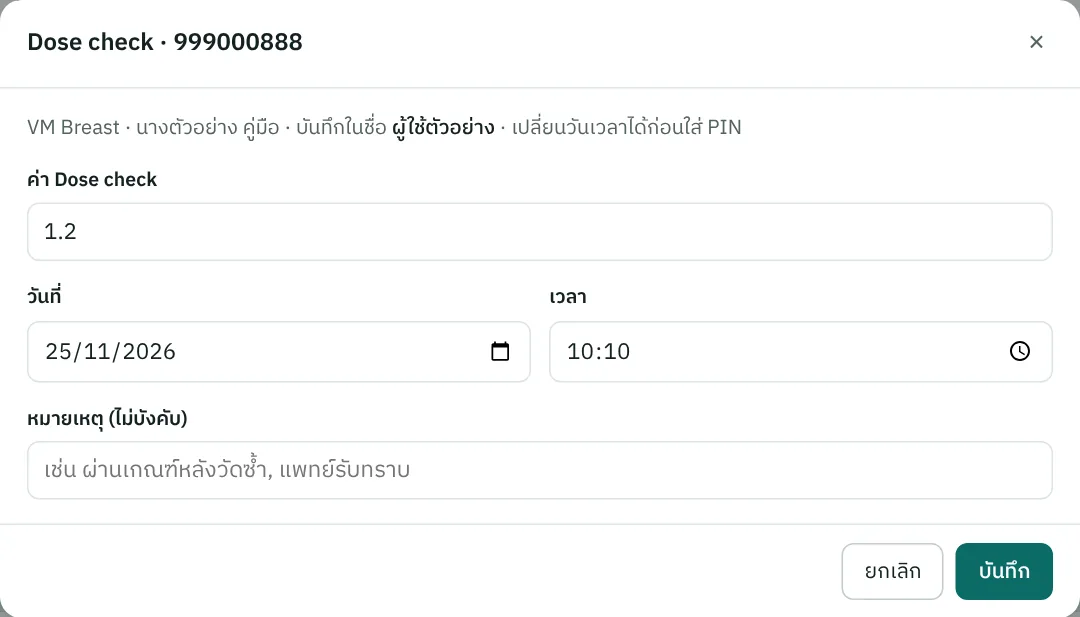 Dose check · 999000888
VM Breast · นางตัวอย่าง คู่มือ · บันทึกในชื่อ ผู้ใช้ตัวอย่าง · เปลี่ยนวันเวลาได้ก่อนใส่ PIN
ค่า Dose check
1.2
วันที่ เวลา
25/11/2026 10:10
หมายเหตุ (ไม่บังคับ)
เช่น ผ่านเกณฑ์หลังวัดซ้ำ, แพทย์รับทราบ
ยกเลิก บันทึก